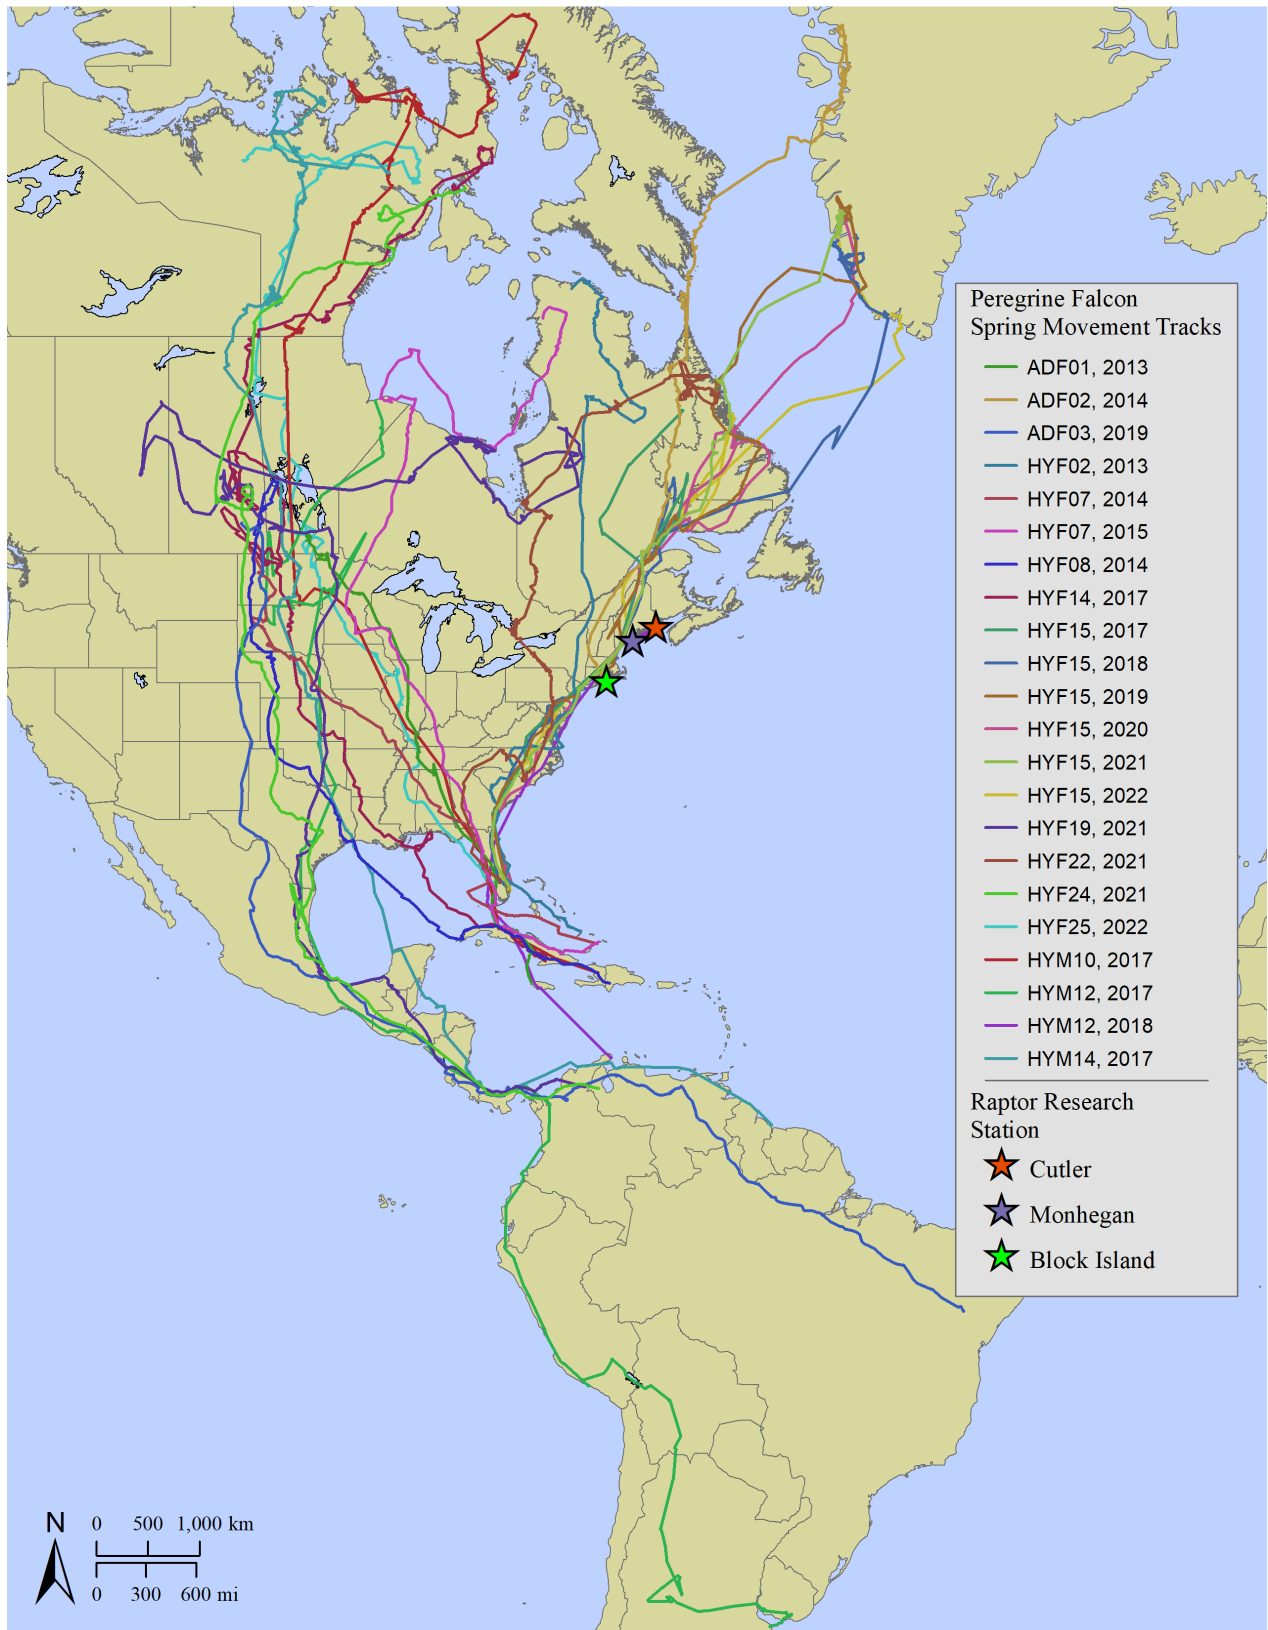 Peregrine Falcon
Spring Movement Tracks
ADF01, 2013
ADF02, 2014
ADF03, 2019
HYF02, 2013
HYF07, 2014
HYF07, 2015
HYF08, 2014
HYF14, 2017
HYF15, 2017
HYF15, 2018
HYF15, 2019
HYF15, 2020
HYF15, 2021
HYF15, 2022
HYF19, 2021
HYF22, 2021
HYF24, 2021
HYF25, 2022
HYM10, 2017
HYM12, 2017
HYM12, 2018
HYM14, 2017
Raptor Research
Station
Cutler
Monhegan
Block Island
N
0 500 1,000 km
0 300 600 mi